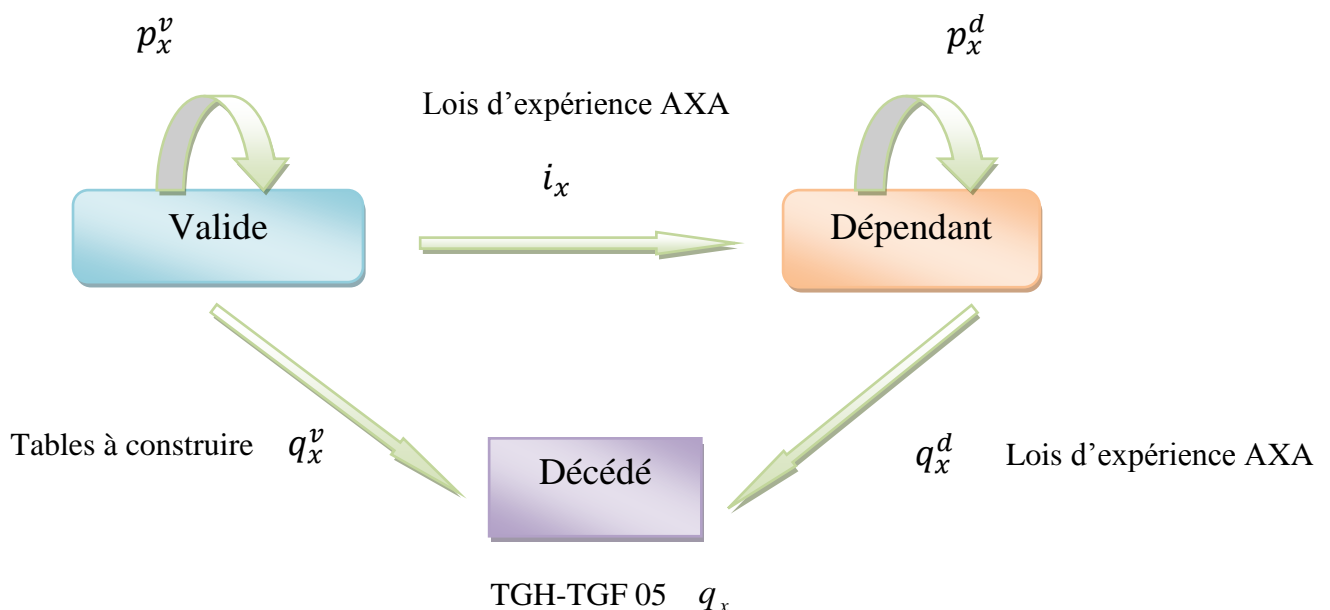 p_x^v
p_x^d
Lois d'expérience AXA
i_x
Valide
Dépendant
Tables à construire q_x^v
q_x^d Lois d'expérience AXA
Décédé
TGH-TGF 05 q_x